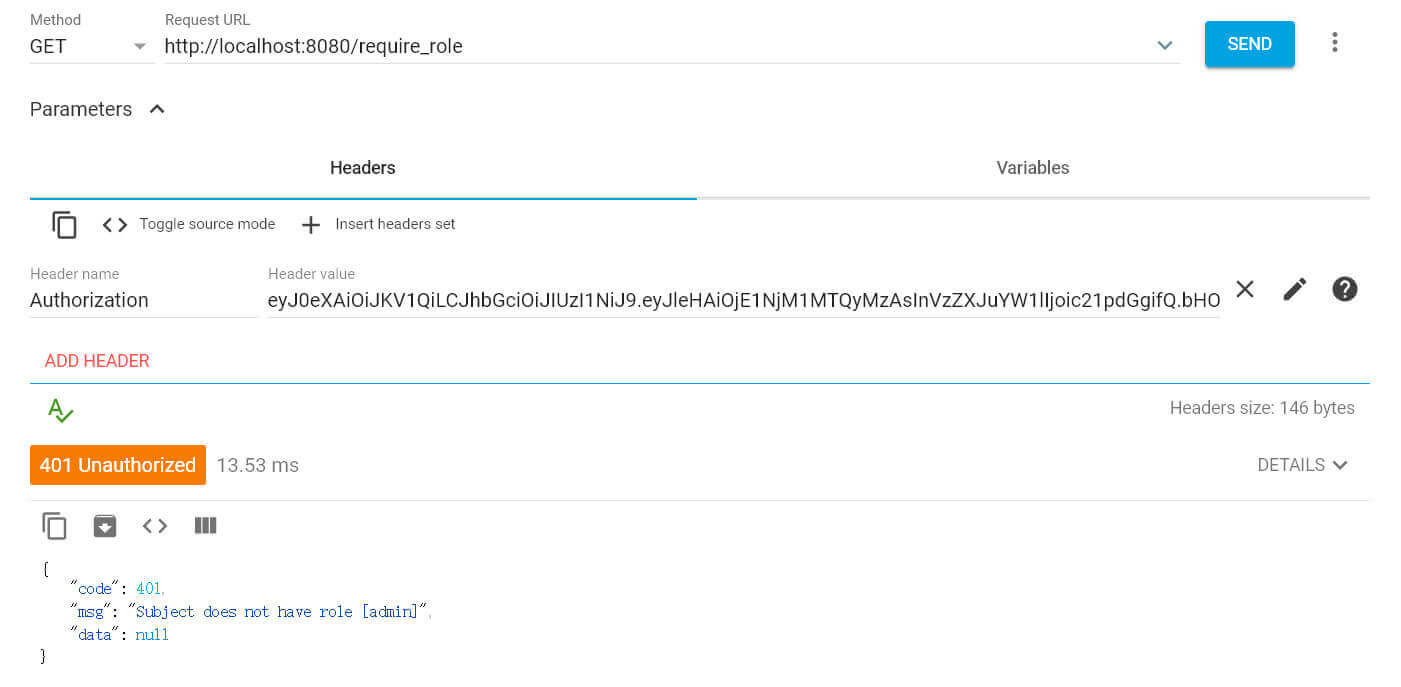 Method
Request URL
GET
http://localhost:8080/require_role
SEND
Parameters
Headers
Variables
Toggle source mode
Insert headers set
Header name
Header value
Authorization
eyJ0eXAiOiJKV1QiLCJhbGciOiJIUzI1NiJ9.eyJleHAiOjE1NjM1MTQyMzAsInVzZXJuYW1lIjoic21pdGgifQ.bHO
ADD HEADER
Headers size: 146 bytes
401 Unauthorized
13.53 ms
DETAILS
{
"code": 401,
"msg": "Subject does not have role [admin]",
"data": null
}